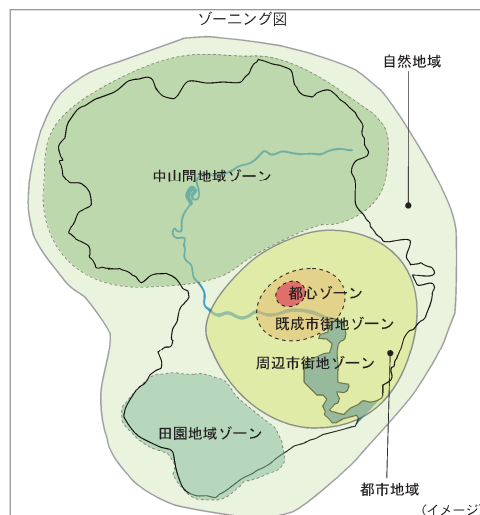 ゾーニング図
自然地域
中山間地域ゾーン
都心ゾーン
既成市街地ゾーン
周辺市街地ゾーン
田園地域ゾーン
都市地域
（イメージ）